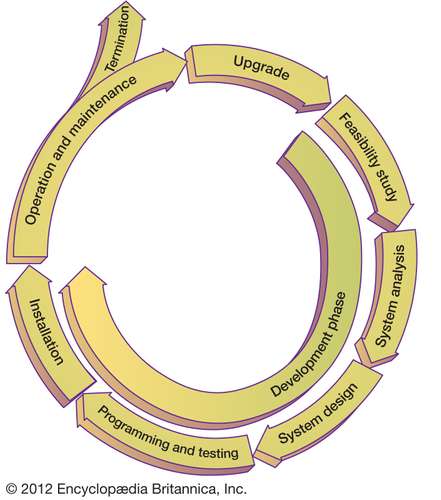 Termination
Operation and maintenance
Upgrade
Feasibility study
System analysis
System design
Development phase
Programming and testing
Installation
© 2012 Encyclopædia Britannica, Inc.